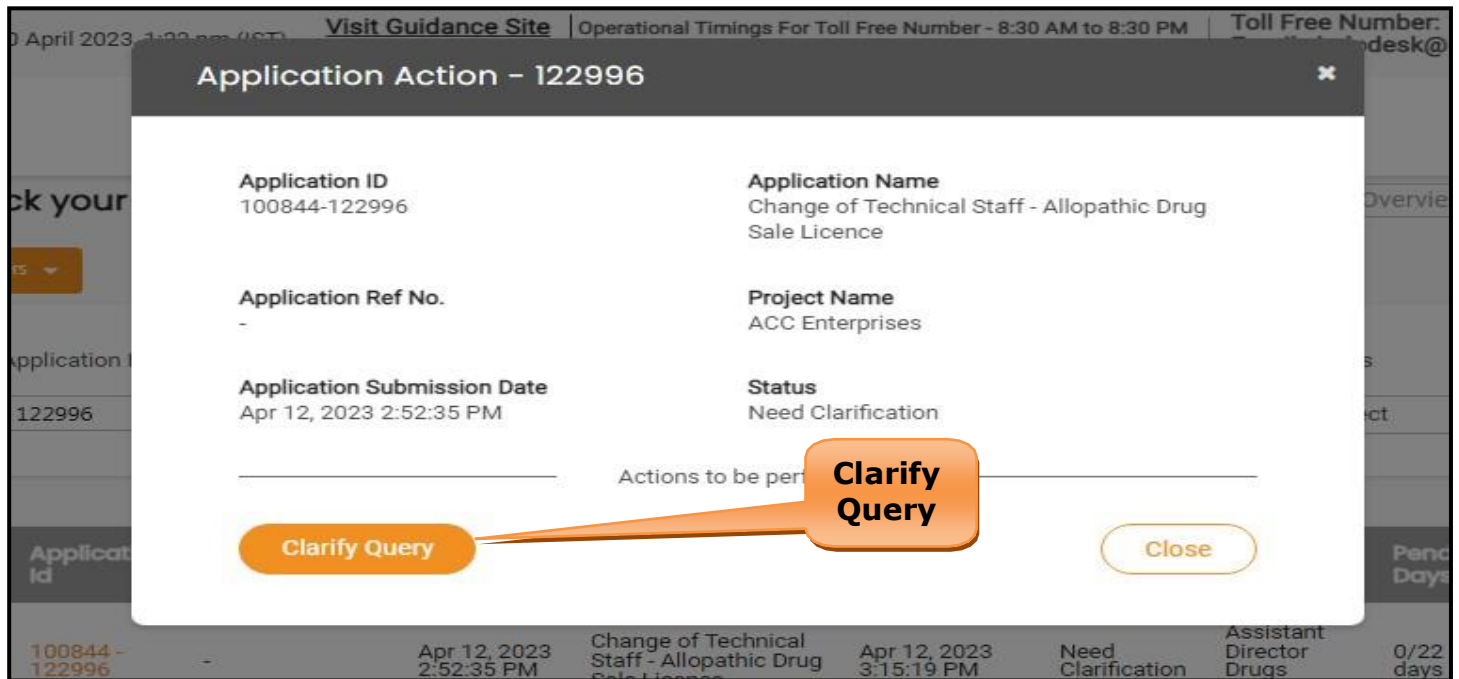 April 2023
Visit Guidance Site
Operational Timings For Toll Free Number - 8:30 AM to 8:30 PM
Toll Free Number:
desk@
Application Action - 122996
✖
Application ID
100844-122996
Application Name
Change of Technical Staff - Allopathic Drug
Sale Licence
ck your
Overvie
rs
Application Ref No.
-
Project Name
ACC Enterprises
Application I
s
Application Submission Date
Apr 12, 2023 2:52:35 PM
Status
Need Clarification
122996
ect
Actions to be perf
Clarify
Query
Clarify Query
Close
Applicat
Id
Pend
Days
100844 -
122996
-
Apr 12, 2023
2:52:35 PM
Change of Technical
Staff - Allopathic Drug
Sale Licence
Apr 12, 2023
3:15:19 PM
Need
Clarification
Assistant
Director
Drugs
0/22
days